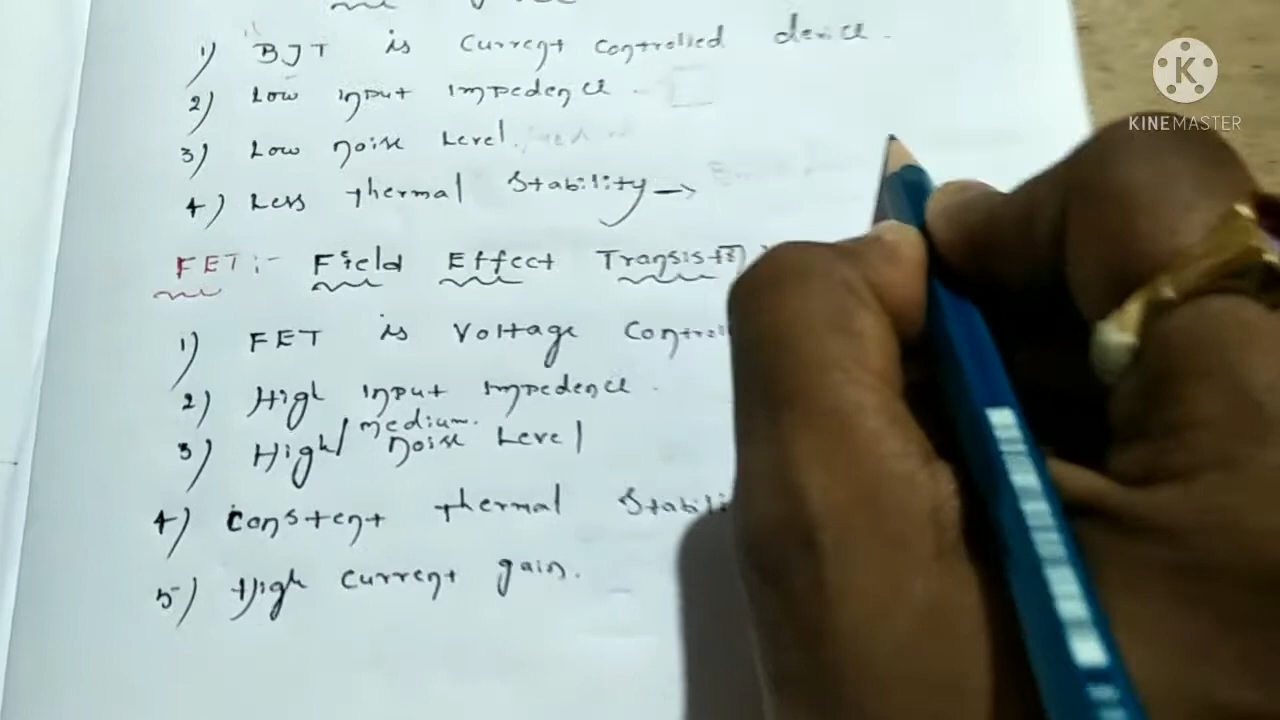 1) BJT is Current Controlled device.
2) Low input impedence.
3) Low noise Level.
4) Less thermal Stability →
FET:- Field Effect Transistor
1) FET is Voltage Controll
2) High input impedence.
medium.
3) High/ noise Level
4) constent thermal Stabili
5) High current gain.
K
KINEMASTER